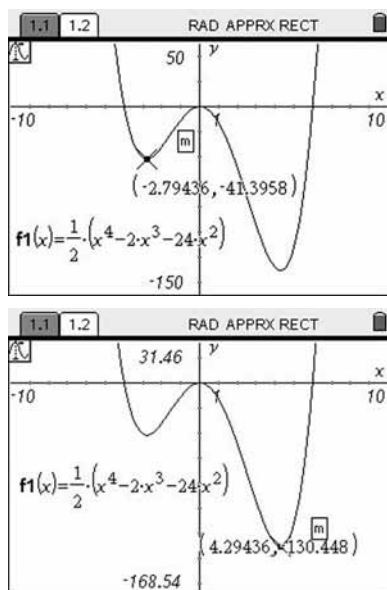 1.1 1.2 RAD APPRX RECT
50 y
x
-10 1 10
m
(-2.79436,-41.3958)
f1(x)=1/2·(x^4-2·x^3-24·x^2)
-150
1.1 1.2 RAD APPRX RECT
31.46 y
x
-10 1 10
f1(x)=1/2·(x^4-2·x^3-24·x^2)
m
(4.29436,-130.448)
-168.54